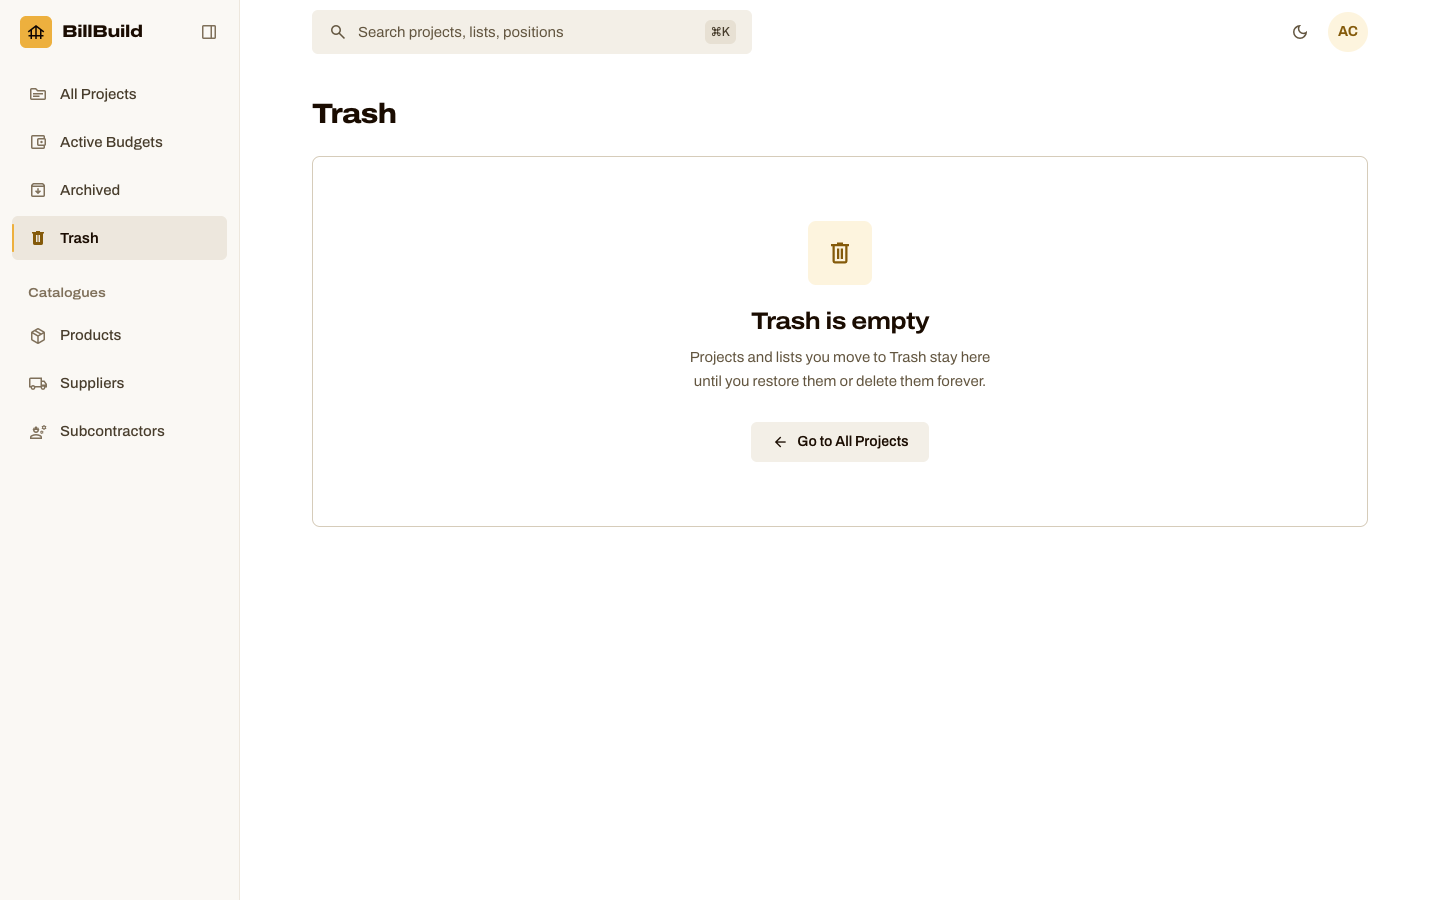 BillBuild
Search projects, lists, positions
⌘K
AC
All Projects
Active Budgets
Archived
Trash
Catalogues
Products
Suppliers
Subcontractors
Trash
Trash is empty
Projects and lists you move to Trash stay here
until you restore them or delete them forever.
Go to All Projects